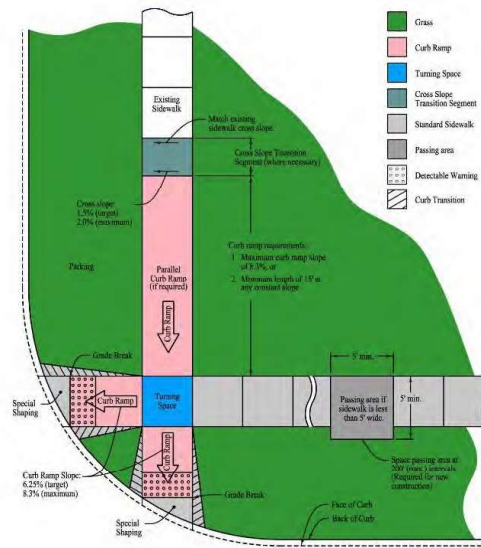 Grass
Curb Ramp
Turning Space
Cross Slope
Transition Segment
Standard Sidewalk
Passing area
Detectable Warning
Curb Transition
Existing
Sidewalk
Match existing
sidewalk cross slope
Cross Slope Transition
Segment (where necessary)
Cross slope:
1.5% (target)
2.0% (maximum)
Curb ramp requirements:
1. Maximum curb ramp slope
of 8.3%, or
2. Minimum length of 15' at
any constant slope
Parking
Parallel
Curb Ramp
(if required)
Curb Ramp
Grade Break
5' min.
Special
Shaping
Curb Ramp
Turning
Space
Passing area if
sidewalk is less
than 5' wide.
5' min.
Curb Ramp
Curb Ramp Slope:
6.25% (target)
8.3% (maximum)
Space passing area at
200' (max.) intervals
(Required for new
construction)
Grade Break
Special
Shaping
Face of Curb
Back of Curb